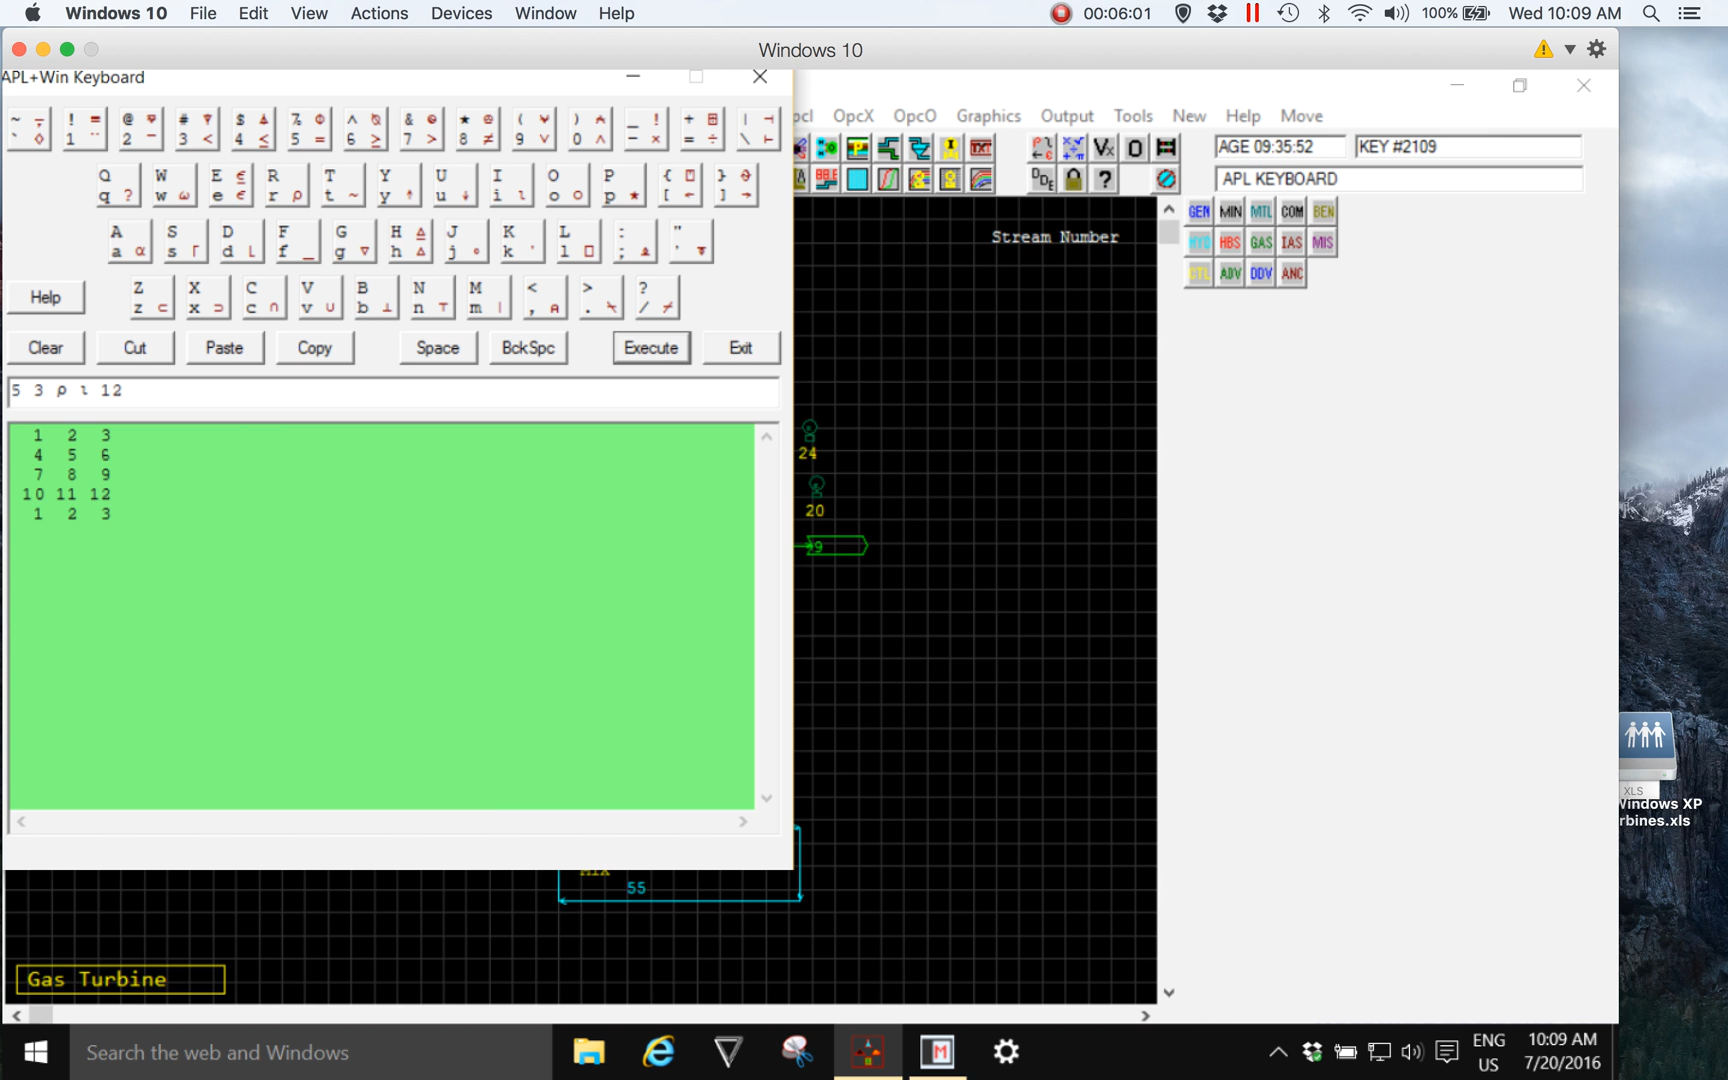 Windows 10 File Edit View Actions Devices Window Help 00:06:01 100% Wed 10:09 AM
Windows 10
APL+Win Keyboard
OpcX OpcO Graphics Output Tools New Help Move
AGE 09:35:52 KEY #2109
APL KEYBOARD
GEN MIN MTL COM BEN
HYD HBS GAS IAS MIS
ADV DDV ANC
Stream Number
Q W E R T Y U I O P
A S D F G H J K L
Help
Z X C V B N M
Clear Cut Paste Copy Space BckSpc Execute Exit
5 3 ⍴ ⍳ 12
1 2 3
4 5 6
7 8 9
10 11 12
1 2 3
24
20
9
55
Gas Turbine
XLS
Windows XP
rbines.xls
Search the web and Windows
ENG
US
10:09 AM
7/20/2016